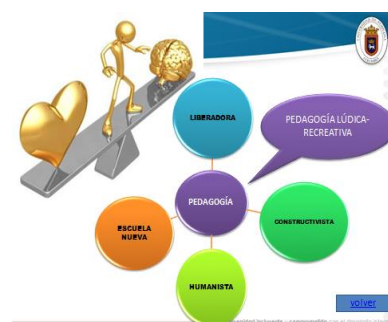 LIBERADORA
PEDAGOGÍA LÚDICA-
RECREATIVA
PEDAGOGÍA
ESCUELA
NUEVA
CONSTRUCTIVISTA
HUMANISTA
volver